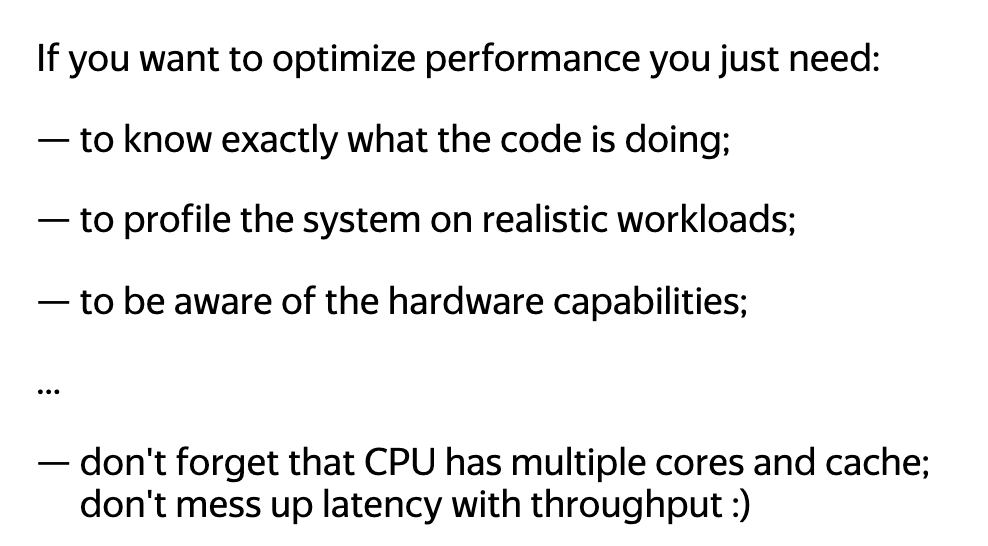 If you want to optimize performance you just need:
— to know exactly what the code is doing;
— to profile the system on realistic workloads;
— to be aware of the hardware capabilities;
...
— don't forget that CPU has multiple cores and cache;
don't mess up latency with throughput :)